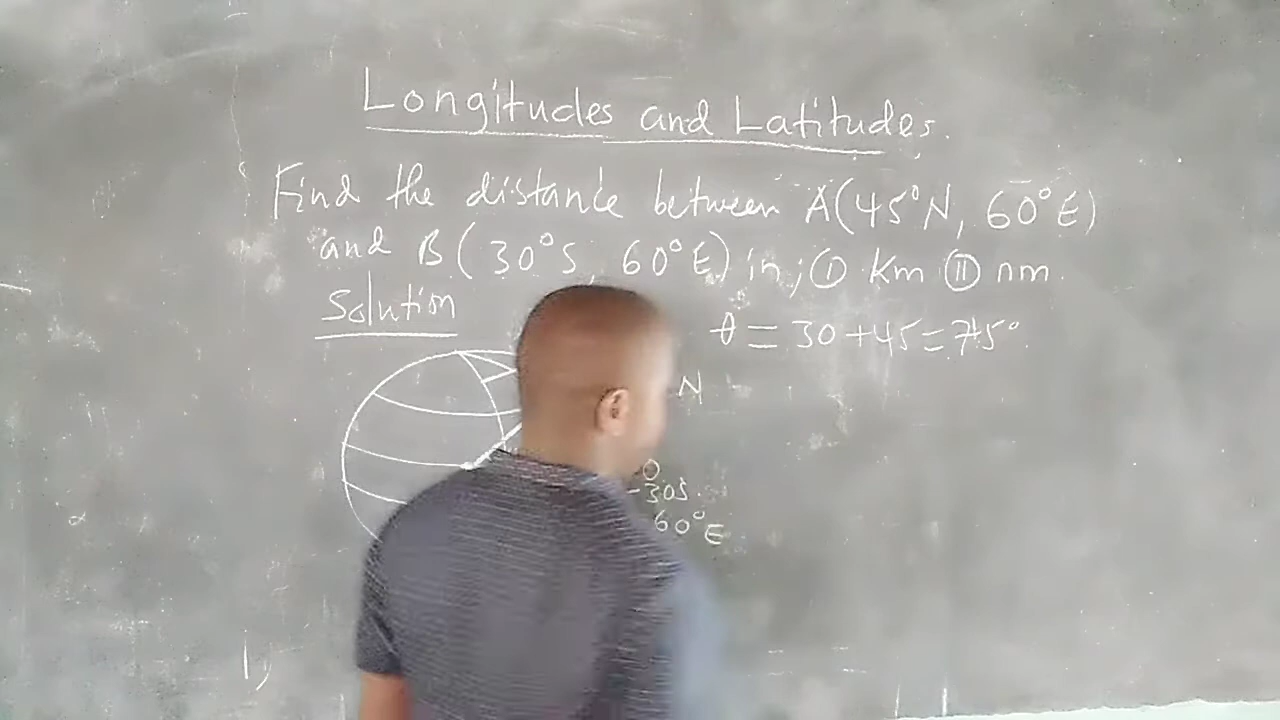 Longitudes and Latitudes.
Find the distance between A(45°N, 60°E)
and B(30°S, 60°E) in; (I) Km (II) nm.
Solution
θ = 30 + 45 = 75°
N
0
30S
60°E